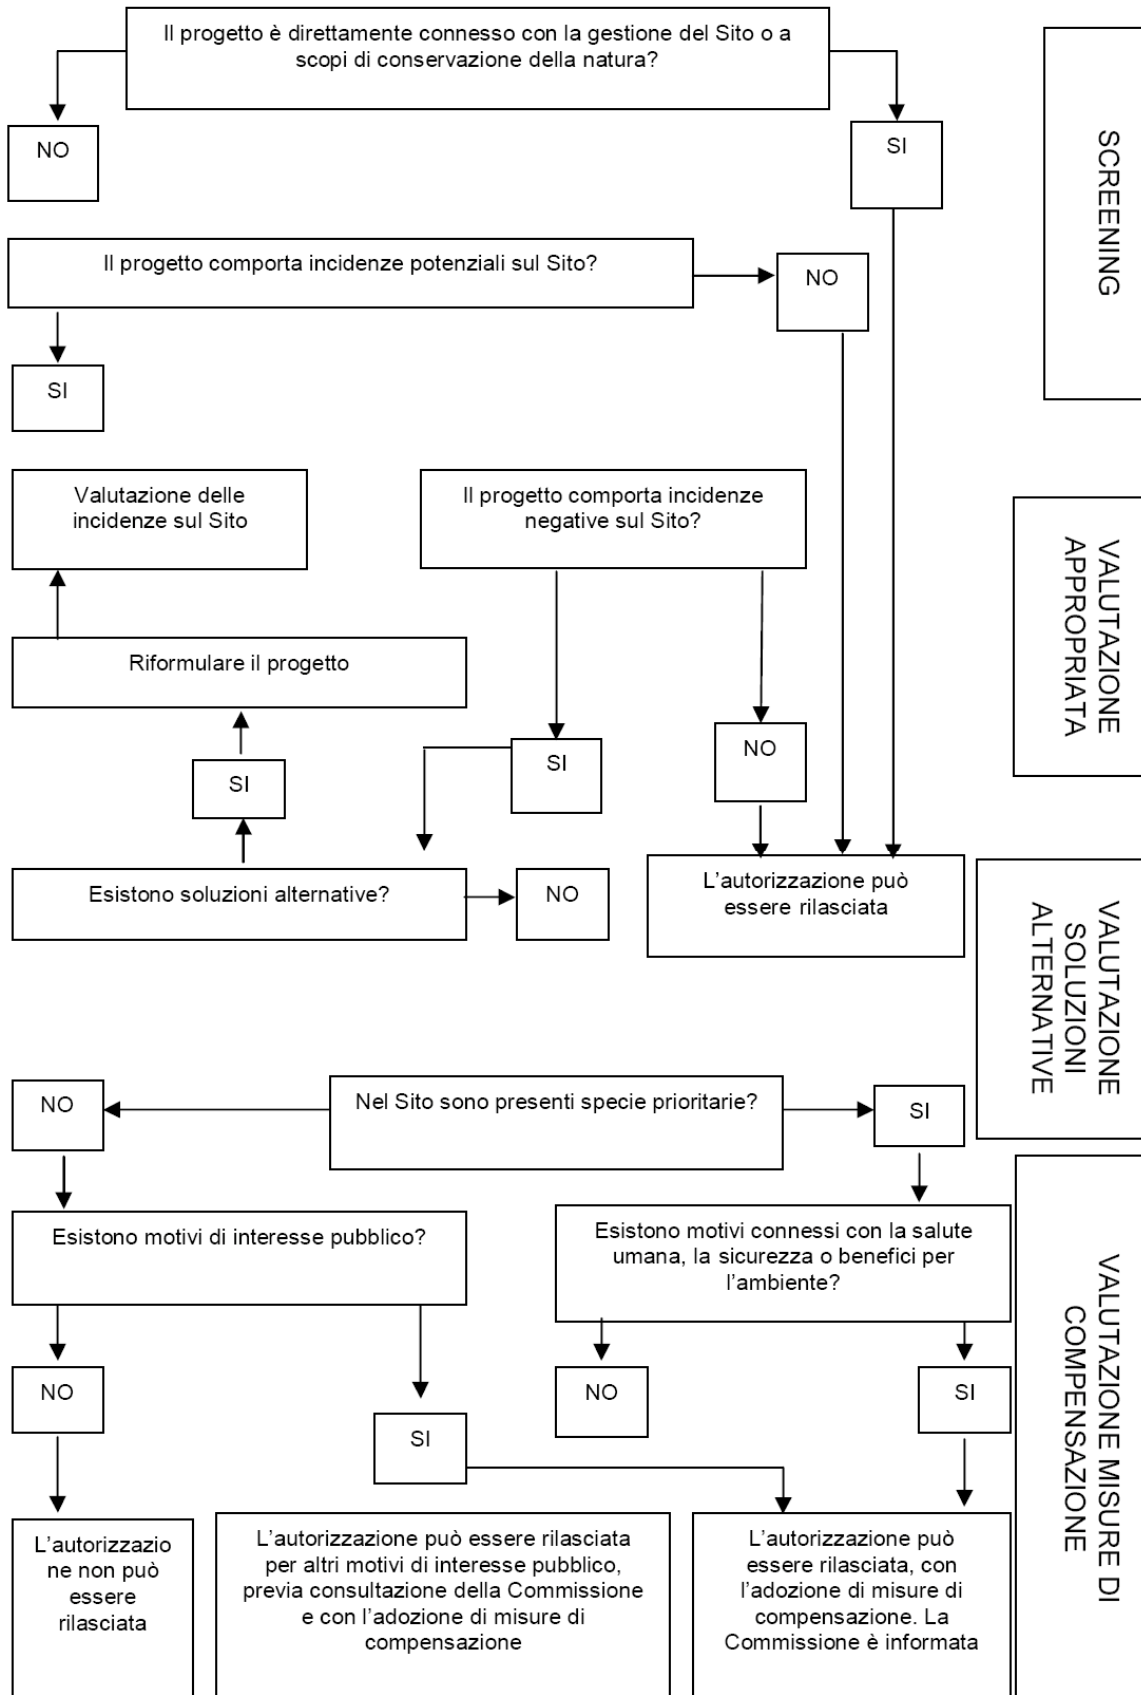 Il progetto è direttamente connesso con la gestione del Sito o a
scopi di conservazione della natura?
NO
SI
SCREENING
Il progetto comporta incidenze potenziali sul Sito?
NO
SI
Valutazione delle
incidenze sul Sito
Il progetto comporta incidenze
negative sul Sito?
VALUTAZIONE
APPROPRIATA
Riformulare il progetto
SI
SI
NO
Esistono soluzioni alternative?
NO
L’autorizzazione può
essere rilasciata
VALUTAZIONE
SOLUZIONI
ALTERNATIVE
NO
Nel Sito sono presenti specie prioritarie?
SI
Esistono motivi di interesse pubblico?
Esistono motivi connessi con la salute
umana, la sicurezza o benefici per
l’ambiente?
VALUTAZIONE MISURE DI
COMPENSAZIONE
NO
SI
NO
SI
L’autorizzazio
ne non può
essere
rilasciata
L’autorizzazione può essere rilasciata
per altri motivi di interesse pubblico,
previa consultazione della Commissione
e con l’adozione di misure di
compensazione
L’autorizzazione può
essere rilasciata, con
l’adozione di misure di
compensazione. La
Commissione è informata